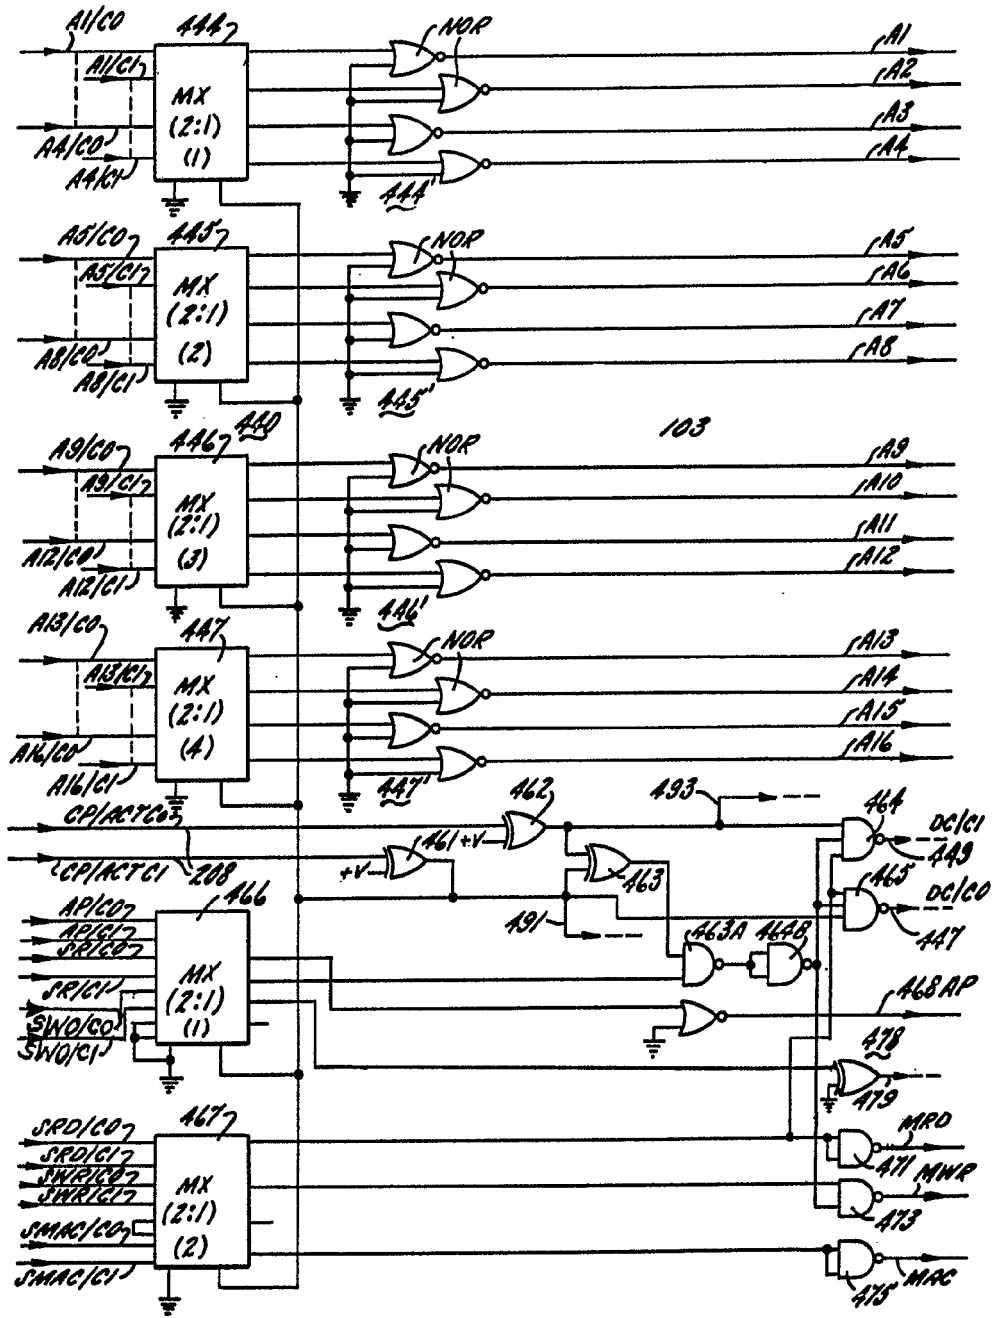 A1/C0
444
NOR
A1
A11/C1
A2
MX
(2:1)
(1)
A3
A4/C0
A4
A4/C1
444'
A5/C0
445
NOR
A5
A5/C1
A6
MX
(2:1)
(2)
A7
A8/C0
A8
A8/C1
445'
440
103
A9/C0
446
NOR
A9
A9/C1
A10
MX
(2:1)
(3)
A11
A12/C0
A12
A12/C1
446'
A13/C0
447
NOR
A13
A13/C1
A14
MX
(2:1)
(4)
A15
A16/C0
A16
A16/C1
447'
CP/ACTC0
462
493
464
DC/C1
461
+V
+V
449
CP/ACTC1
208
463
465
DC/C0
466
AP/C0
AP/C1
491
463A
464B
447
SR/C0
MX
(2:1)
(1)
SR/C1
468AP
SW0/C0
SW0/C1
478
479
467
SRD/C0
MRD
SRD/C1
471
SWR/C0
MX
(2:1)
(2)
MWR
SWR/C1
473
SMAC/C0
SMAC/C1
475
MAC